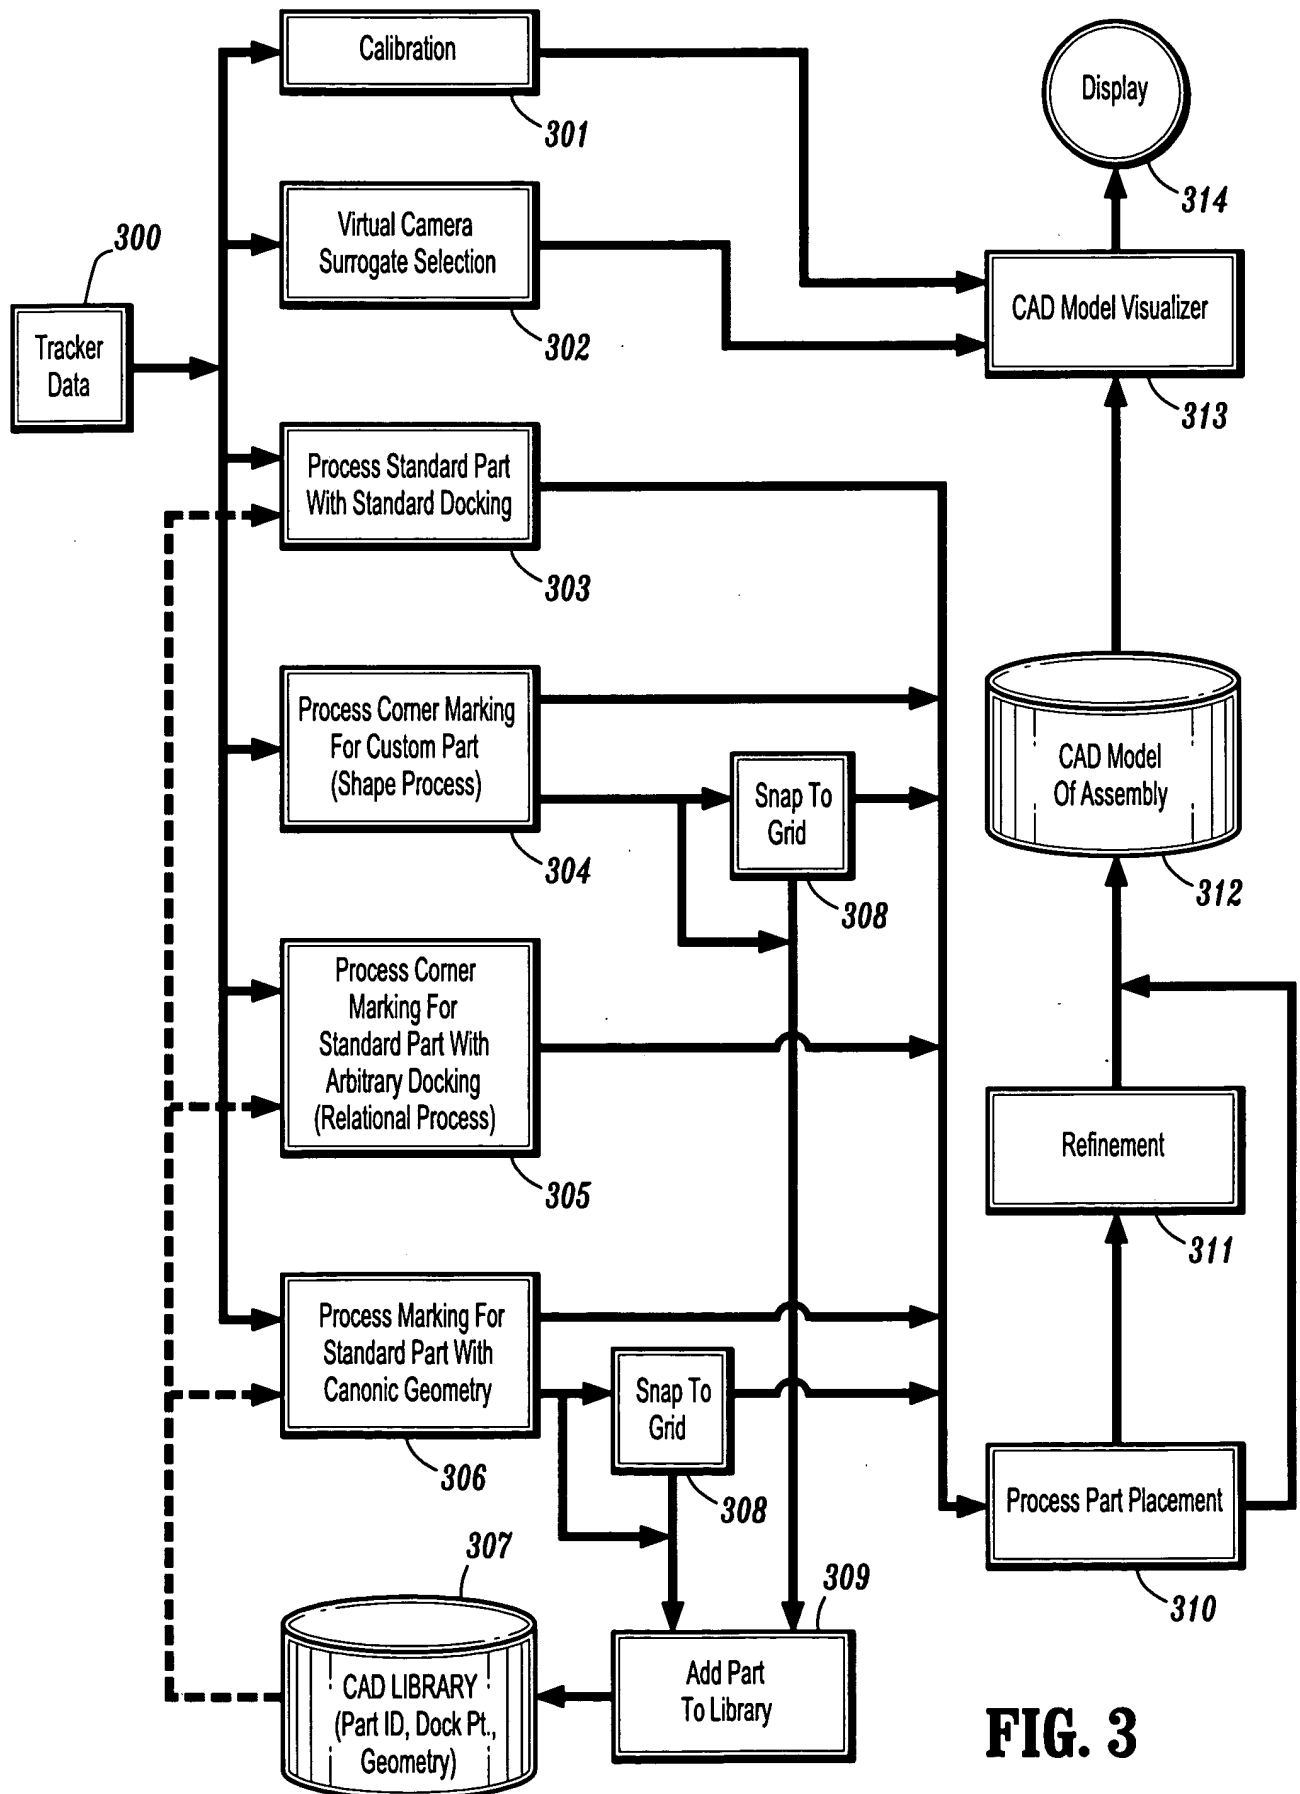 Calibration
301
Display
314
Virtual Camera
Surrogate Selection
302
300
Tracker
Data
CAD Model Visualizer
313
Process Standard Part
With Standard Docking
303
Process Corner Marking
For Custom Part
(Shape Process)
304
Snap To
Grid
308
CAD Model
Of Assembly
312
Process Corner
Marking For
Standard Part With
Arbitrary Docking
(Relational Process)
305
Refinement
311
Process Marking For
Standard Part With
Canonic Geometry
306
Snap To
Grid
308
Process Part Placement
310
307
CAD LIBRARY
(Part ID, Dock Pt.,
Geometry)
309
Add Part
To Library
FIG. 3